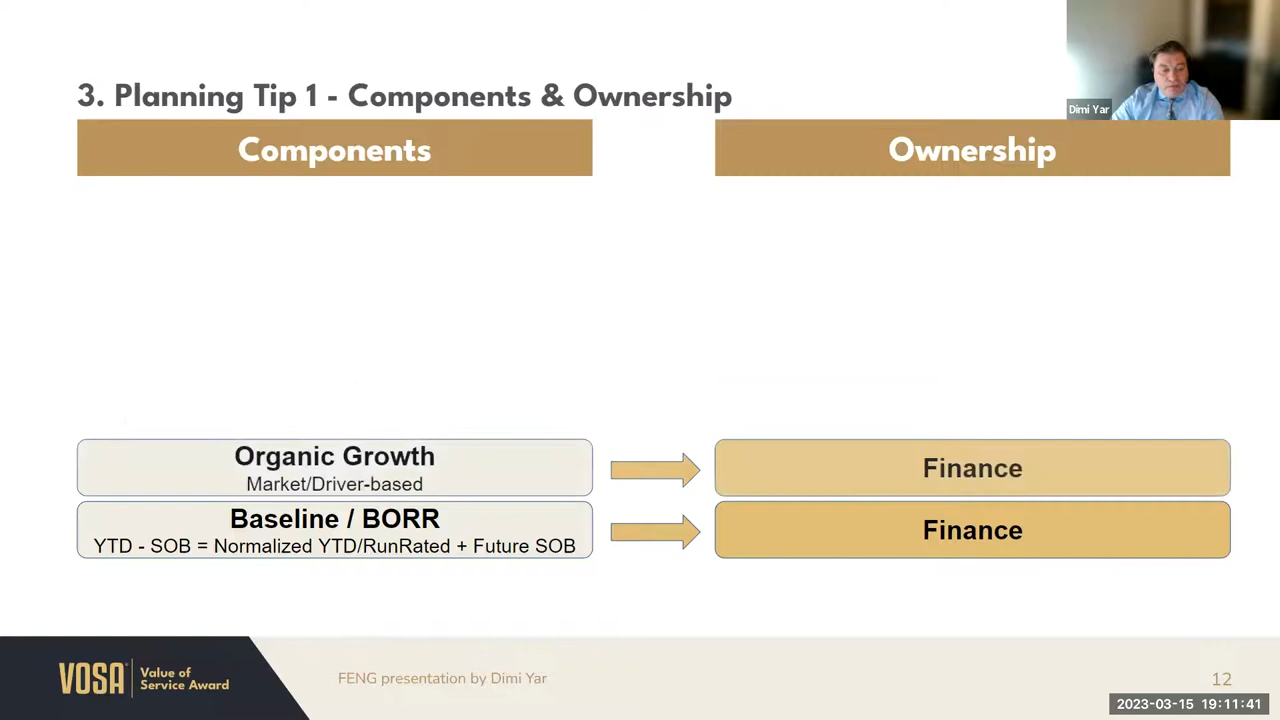 Dimi Yar
3. Planning Tip 1 - Components & Ownership
Components
Ownership
Organic Growth
Market/Driver-based
Finance
Baseline / BORR
YTD - SOB = Normalized YTD/RunRated + Future SOB
Finance
VOSA
Value of
Service Award
FENG presentation by Dimi Yar
12
2023-03-15 19:11:41